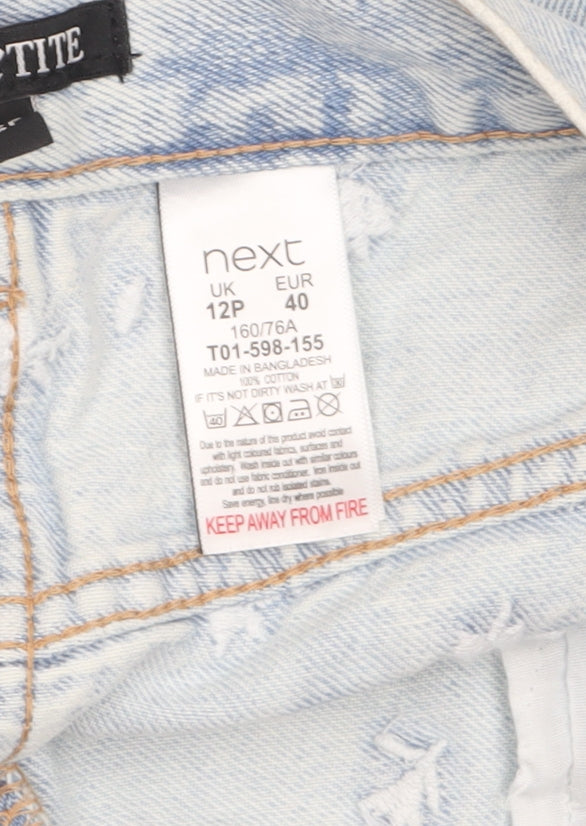 TITE
next
UK EUR
12P 40
160/76A
T01-598-155
MADE IN BANGLADESH
100% COTTON
IF IT'S NOT DIRTY WASH AT 30
40
Due to the nature of this product avoid contact
with light coloured fabrics, surfaces and
upholstery. Wash inside out with similar colours
and do not use fabric conditioner. Iron inside out
and do not rub isolated stains.
Save energy, line dry where possible
KEEP AWAY FROM FIRE